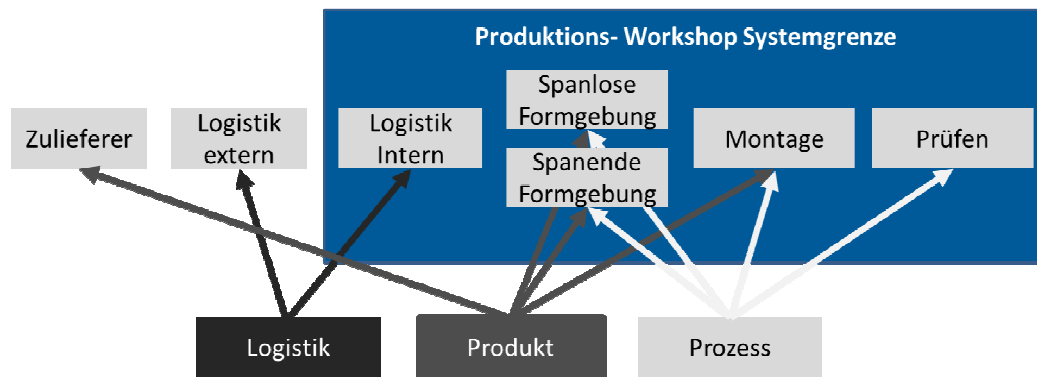 Produktions- Workshop Systemgrenze
Zulieferer
Logistik
extern
Logistik
Intern
Spanlose
Formgebung
Spanende
Formgebung
Montage
Prüfen
Logistik
Produkt
Prozess